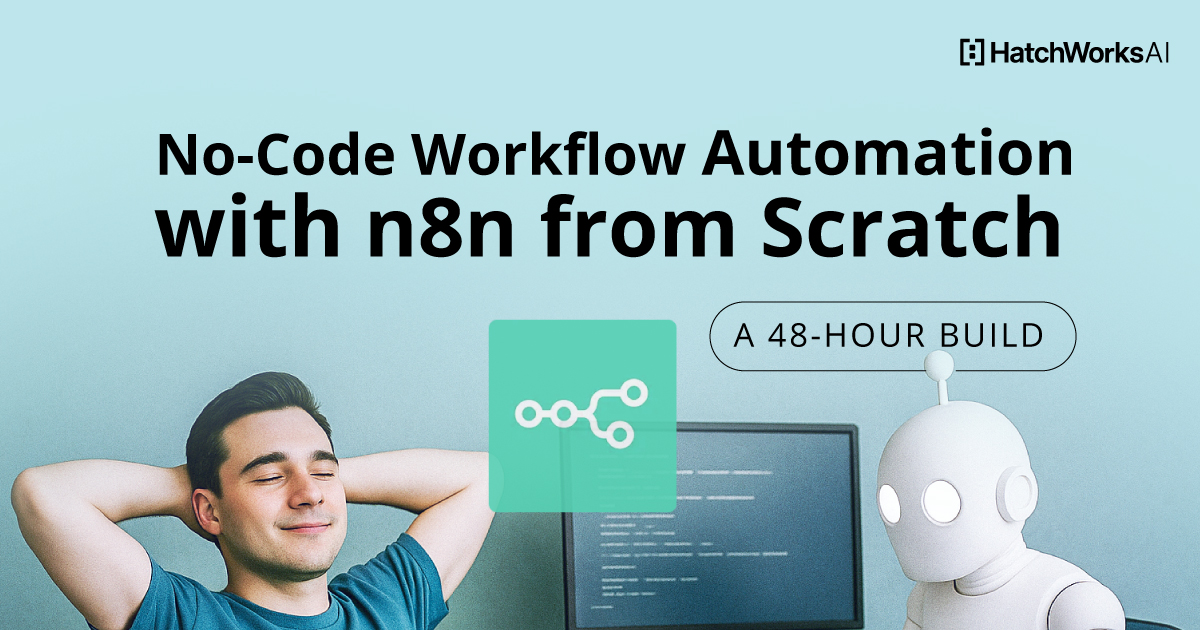 HatchWorksAI
No-Code Workflow Automation
with n8n from Scratch
A 48-HOUR BUILD